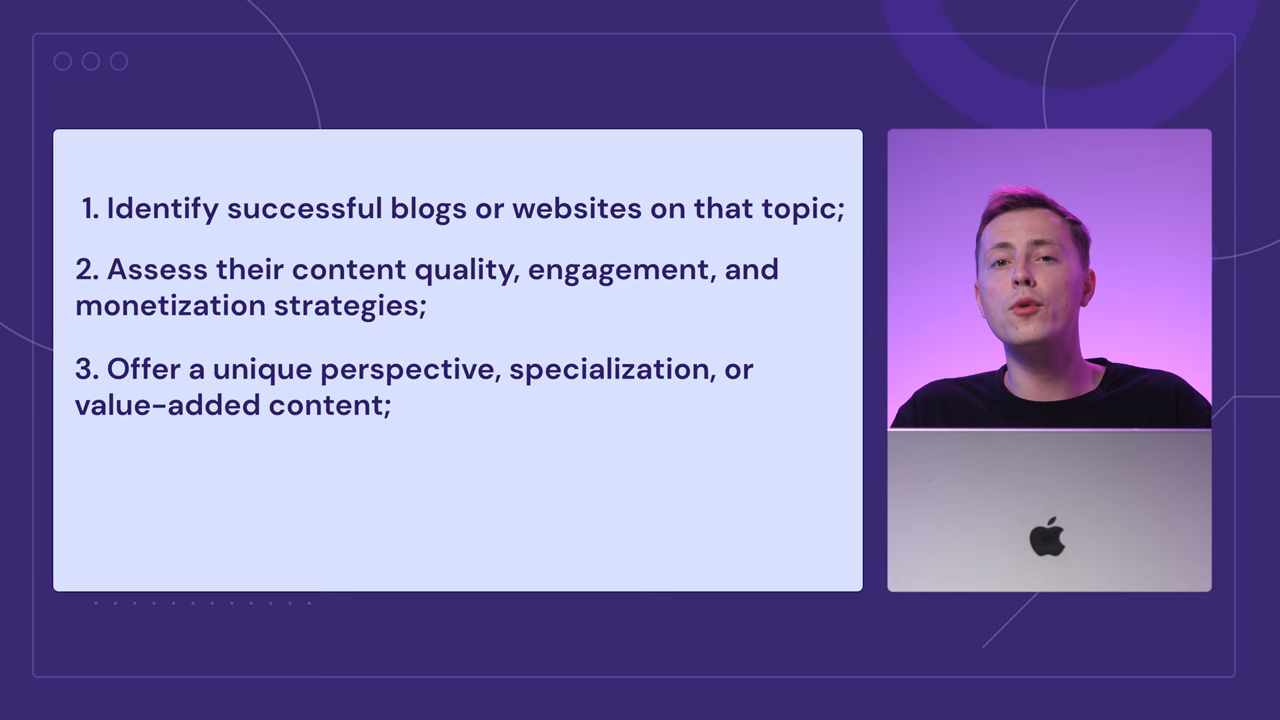 1. Identify successful blogs or websites on that topic;
2. Assess their content quality, engagement, and
monetization strategies;
3. Offer a unique perspective, specialization, or
value-added content;